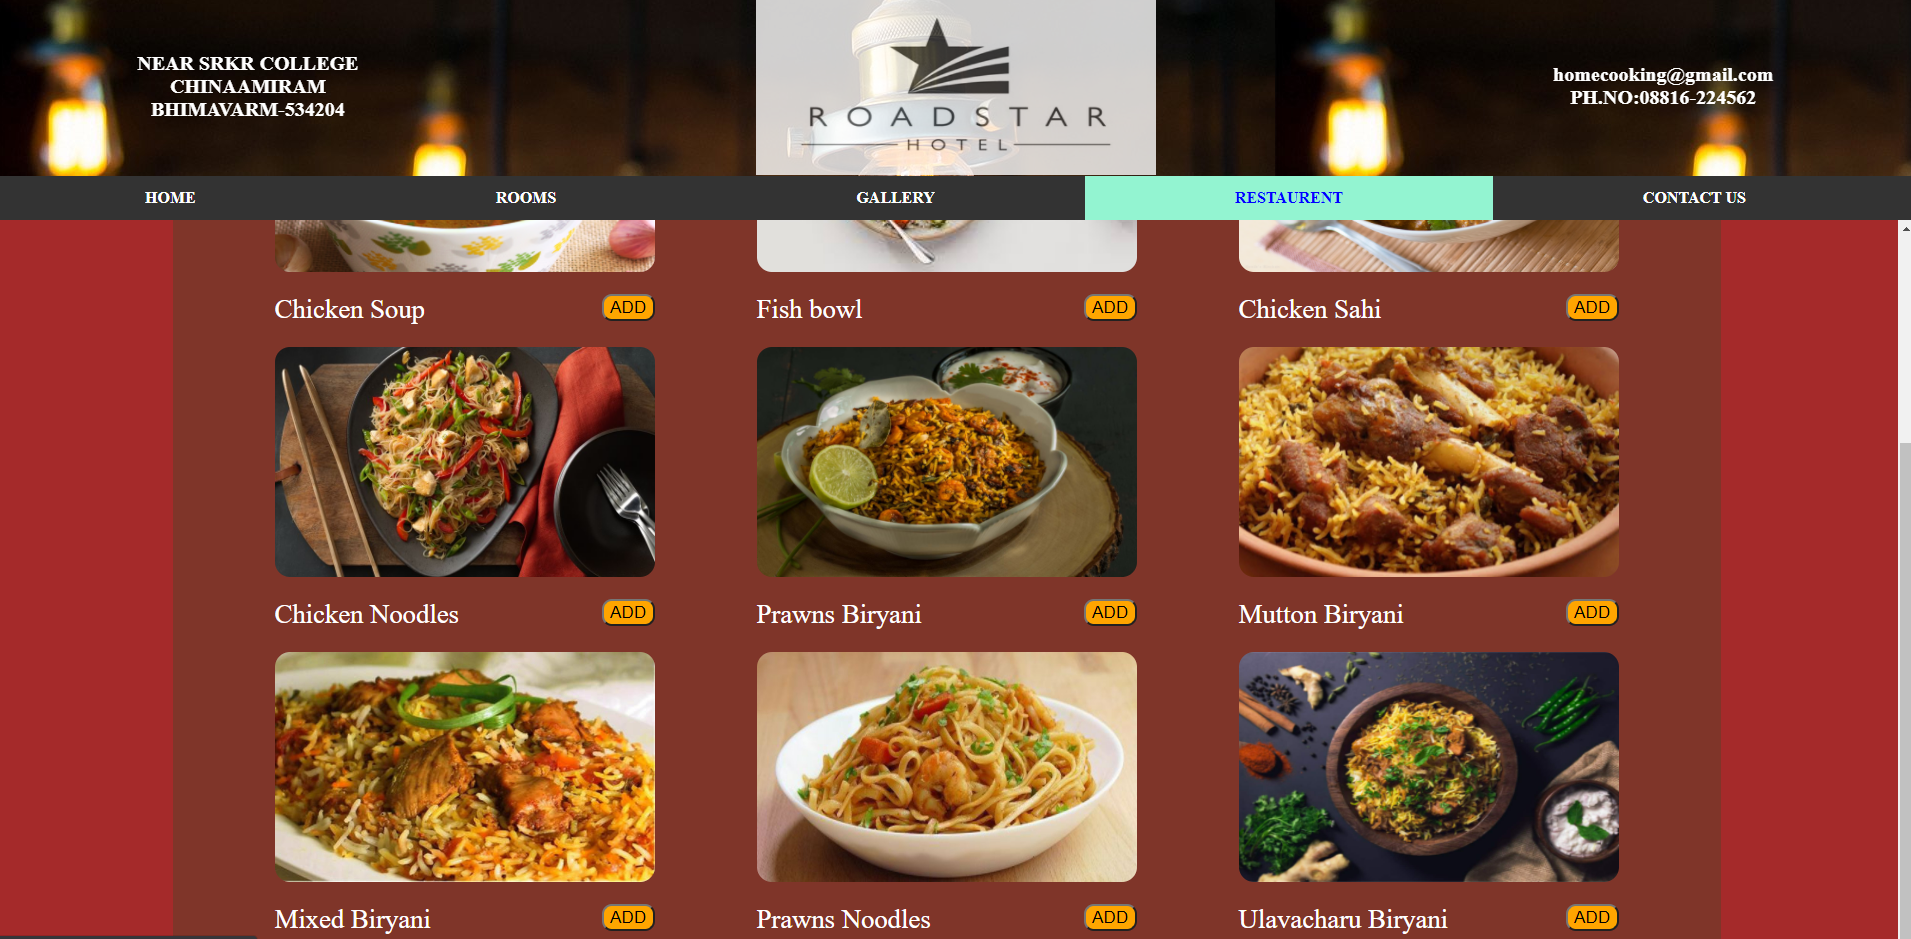 NEAR SRKR COLLEGE
CHINAAMIRAM
BHIMAVARM-534204
ROADSTAR
HOTEL
homecooking@gmail.com
PH.NO:08816-224562
HOME
ROOMS
GALLERY
RESTAURENT
CONTACT US
Chicken Soup
ADD
Fish bowl
ADD
Chicken Sahi
ADD
Chicken Noodles
ADD
Prawns Biryani
ADD
Mutton Biryani
ADD
Mixed Biryani
ADD
Prawns Noodles
ADD
Ulavacharu Biryani
ADD